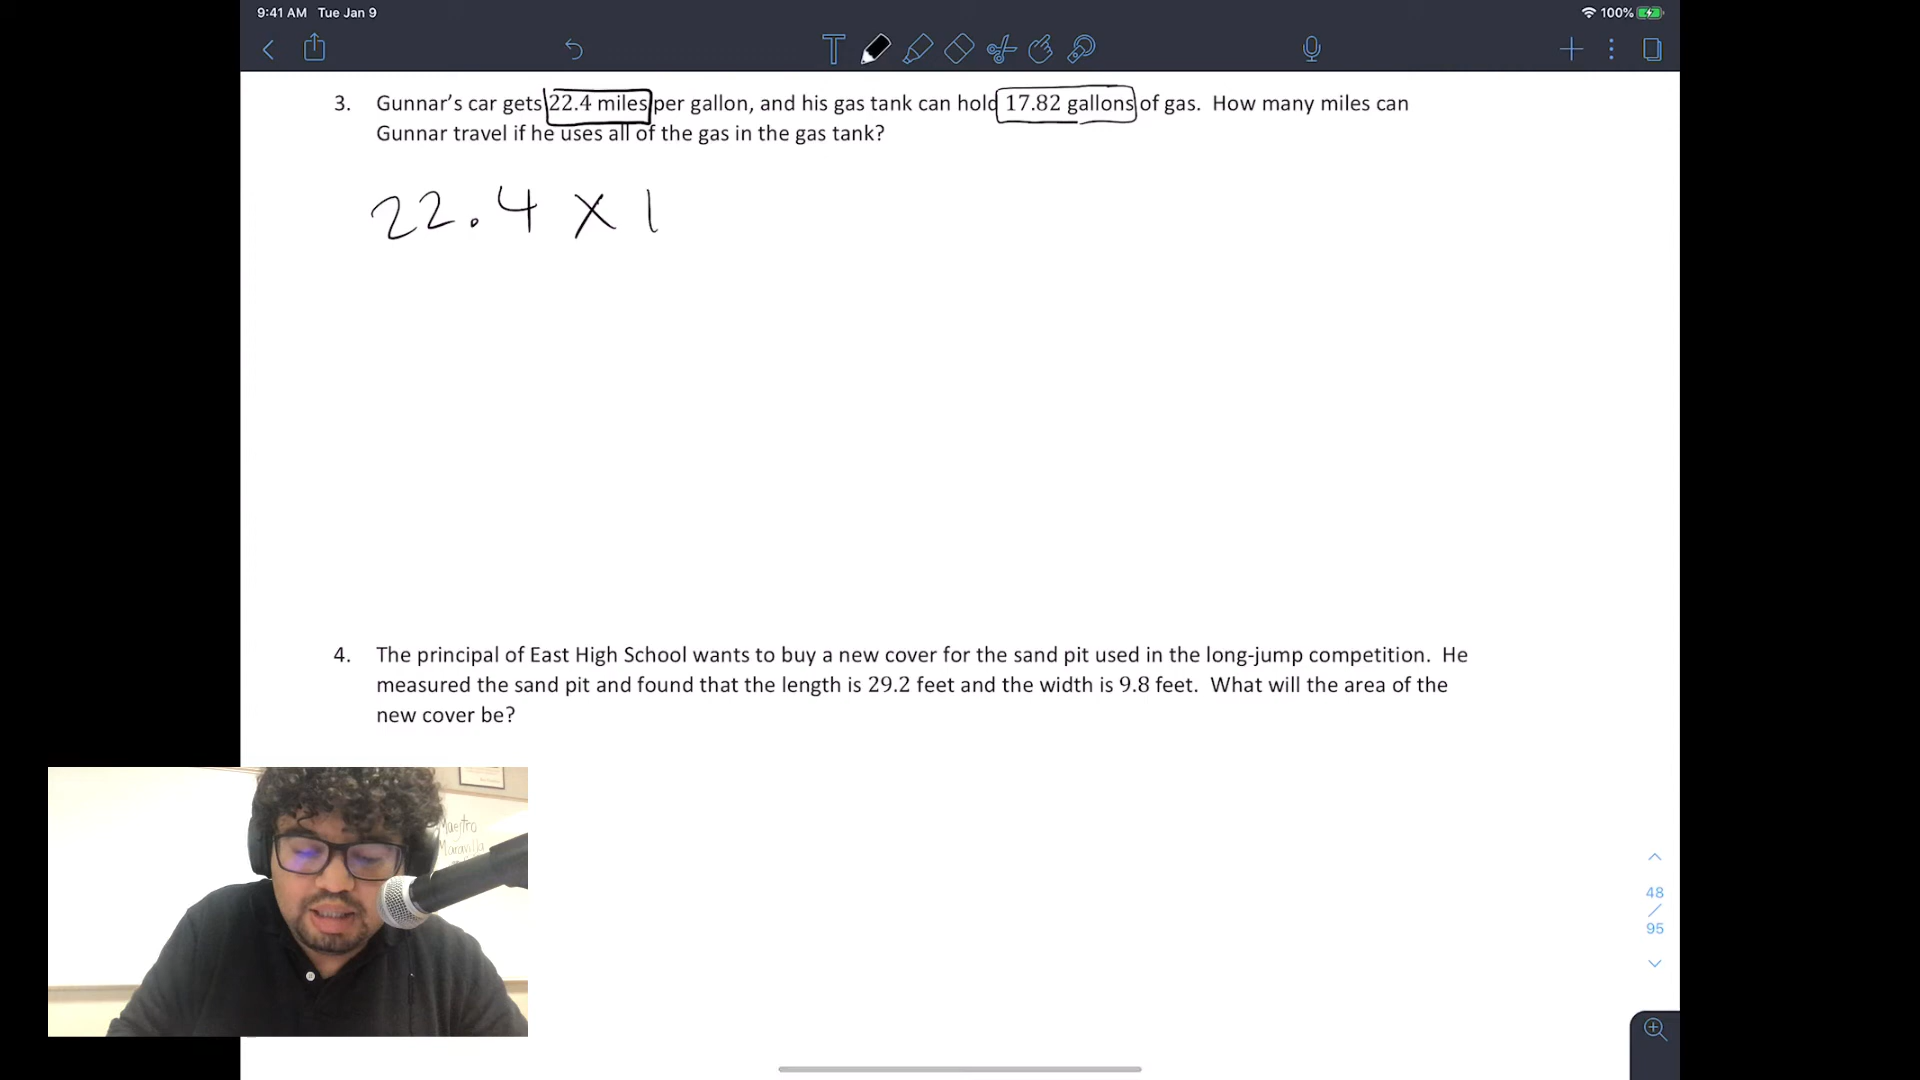 9:41 AM Tue Jan 9
100%
3. Gunnar’s car gets 22.4 miles per gallon, and his gas tank can hold 17.82 gallons of gas. How many miles can
Gunnar travel if he uses all of the gas in the gas tank?
22.4 X 1
4. The principal of East High School wants to buy a new cover for the sand pit used in the long-jump competition. He
measured the sand pit and found that the length is 29.2 feet and the width is 9.8 feet. What will the area of the
new cover be?
Maestro
Maravilla
48
/
95